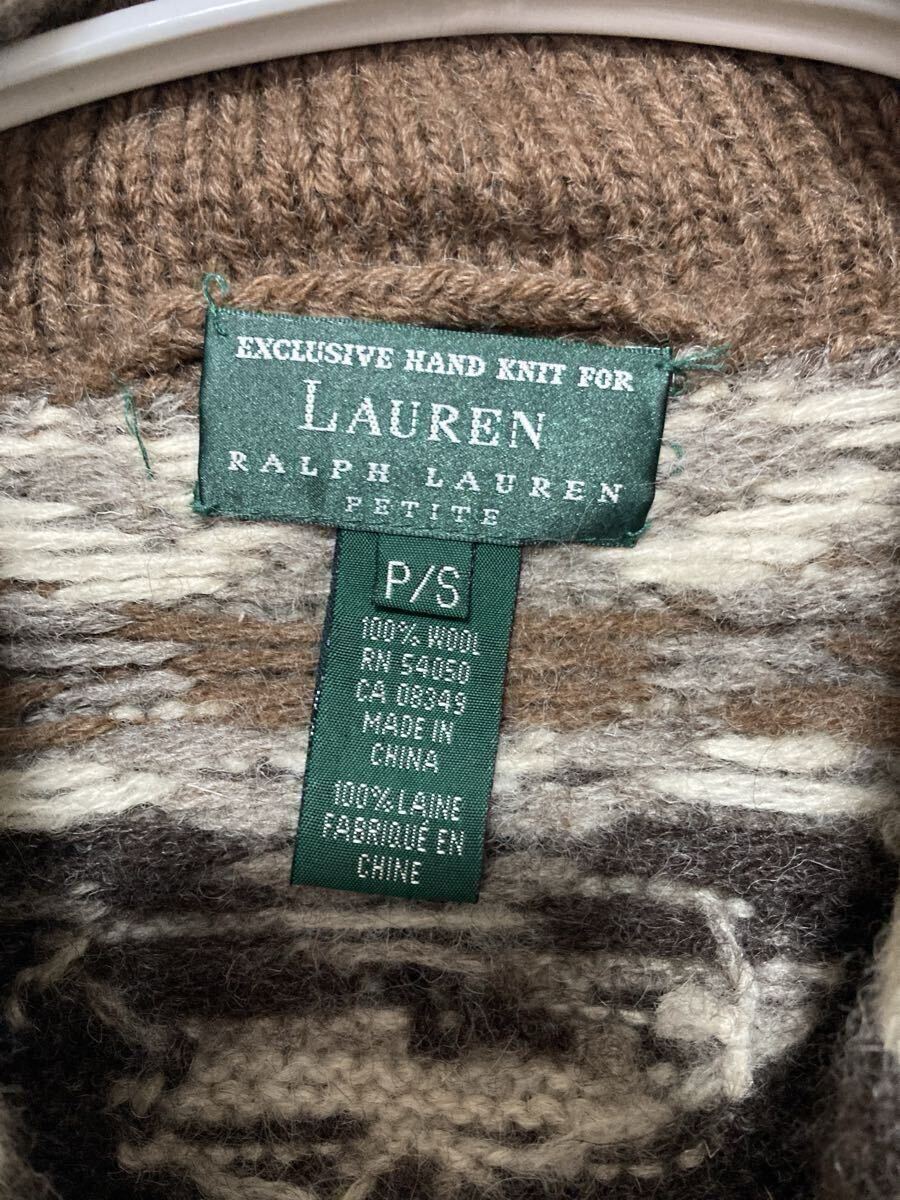 EXCLUSIVE HAND KNIT FOR
LAUREN
RALPH LAUREN
PETITE
P/S
100% WOOL
RN 54050
CA 08349
MADE IN
CHINA
100% LAINE
FABRIQUÉ EN
CHINE